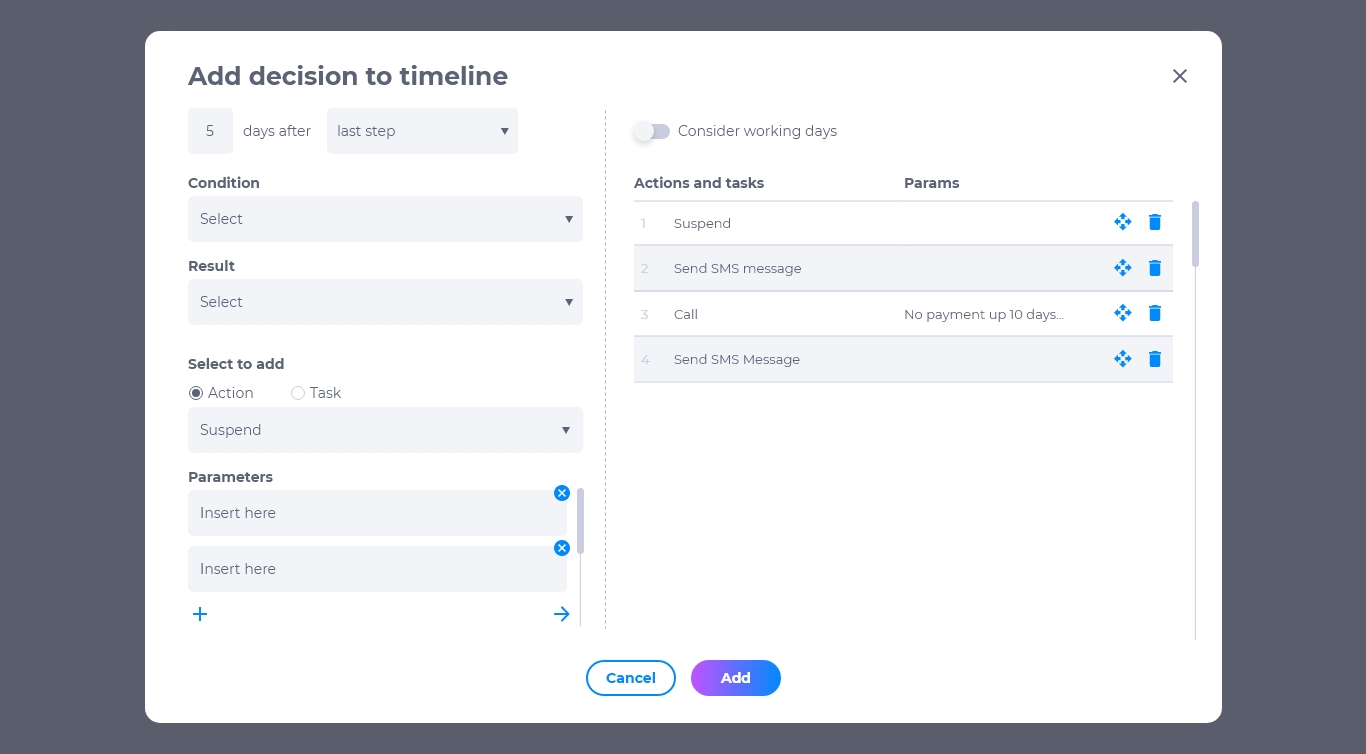 Add decision to timeline
5 days after last step
Consider working days
Condition
Select
Result
Select
Select to add
Action Task
Suspend
Parameters
Insert here
Insert here
Actions and tasks Params
1 Suspend
2 Send SMS message
3 Call No payment up 10 days...
4 Send SMS Message
Cancel Add